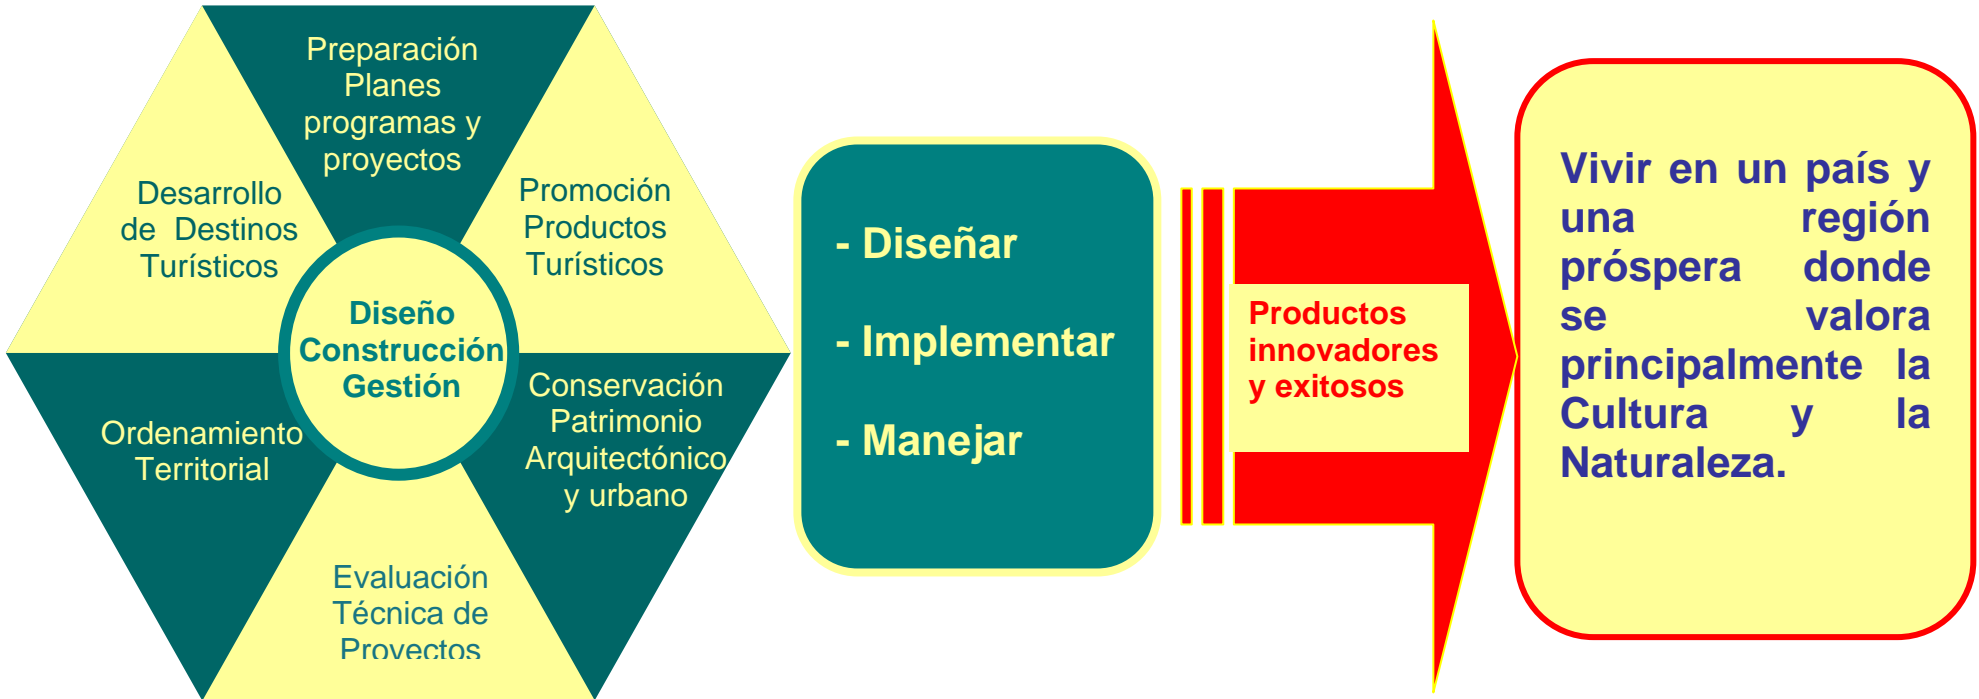 Preparación
Planes
programas y
proyectos
Desarrollo
de Destinos
Turísticos
Promoción
Productos
Turísticos
Diseño
Construcción
Gestión
Ordenamiento
Territorial
Conservación
Patrimonio
Arquitectónico
y urbano
Evaluación
Técnica de
Proyectos
- Diseñar
- Implementar
- Manejar
Productos
innovadores
y exitosos
Vivir en un país y
una región
próspera donde
se valora
principalmente la
Cultura y la
Naturaleza.